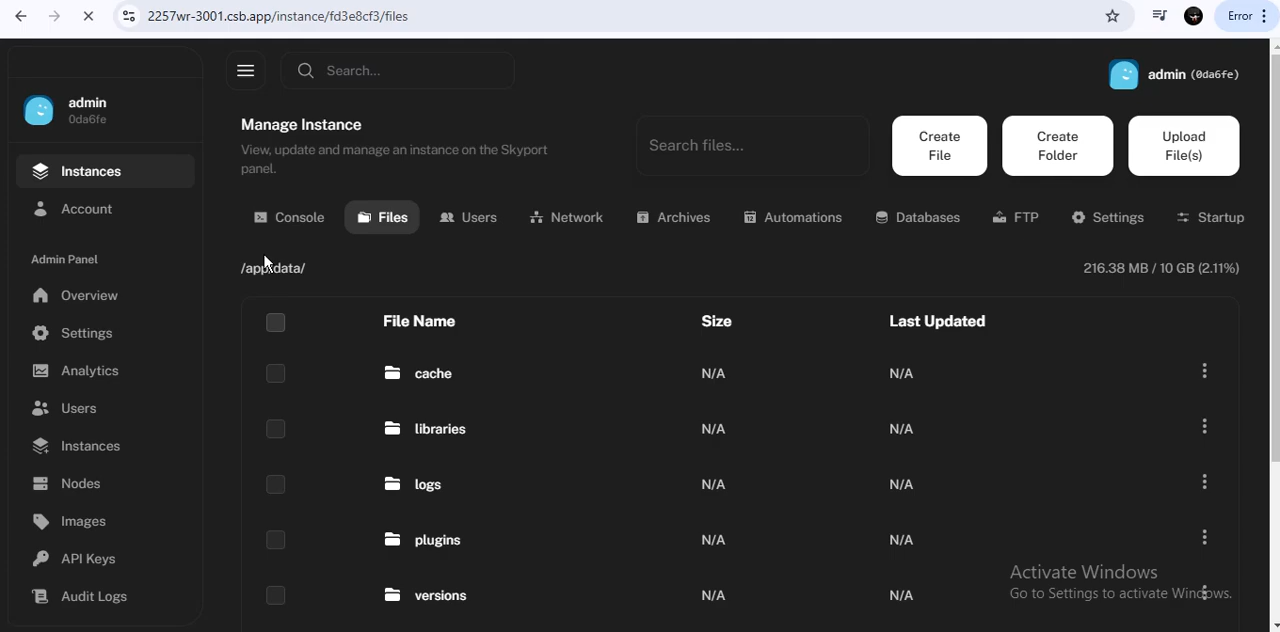 2257wr-3001.csb.app/instance/fd3e8cf3/files
Error
admin
0da6fe
Search...
admin (0da6fe)
Manage Instance
View, update and manage an instance on the Skyport
panel.
Search files...
Create
File
Create
Folder
Upload
File(s)
Instances
Account
Admin Panel
Overview
Settings
Analytics
Users
Instances
Nodes
Images
API Keys
Audit Logs
Console
Files
Users
Network
Archives
Automations
Databases
FTP
Settings
Startup
/app/data/
216.38 MB / 10 GB (2.11%)
File Name Size Last Updated
cache N/A N/A
libraries N/A N/A
logs N/A N/A
plugins N/A N/A
versions N/A N/A
Activate Windows
Go to Settings to activate Windows.